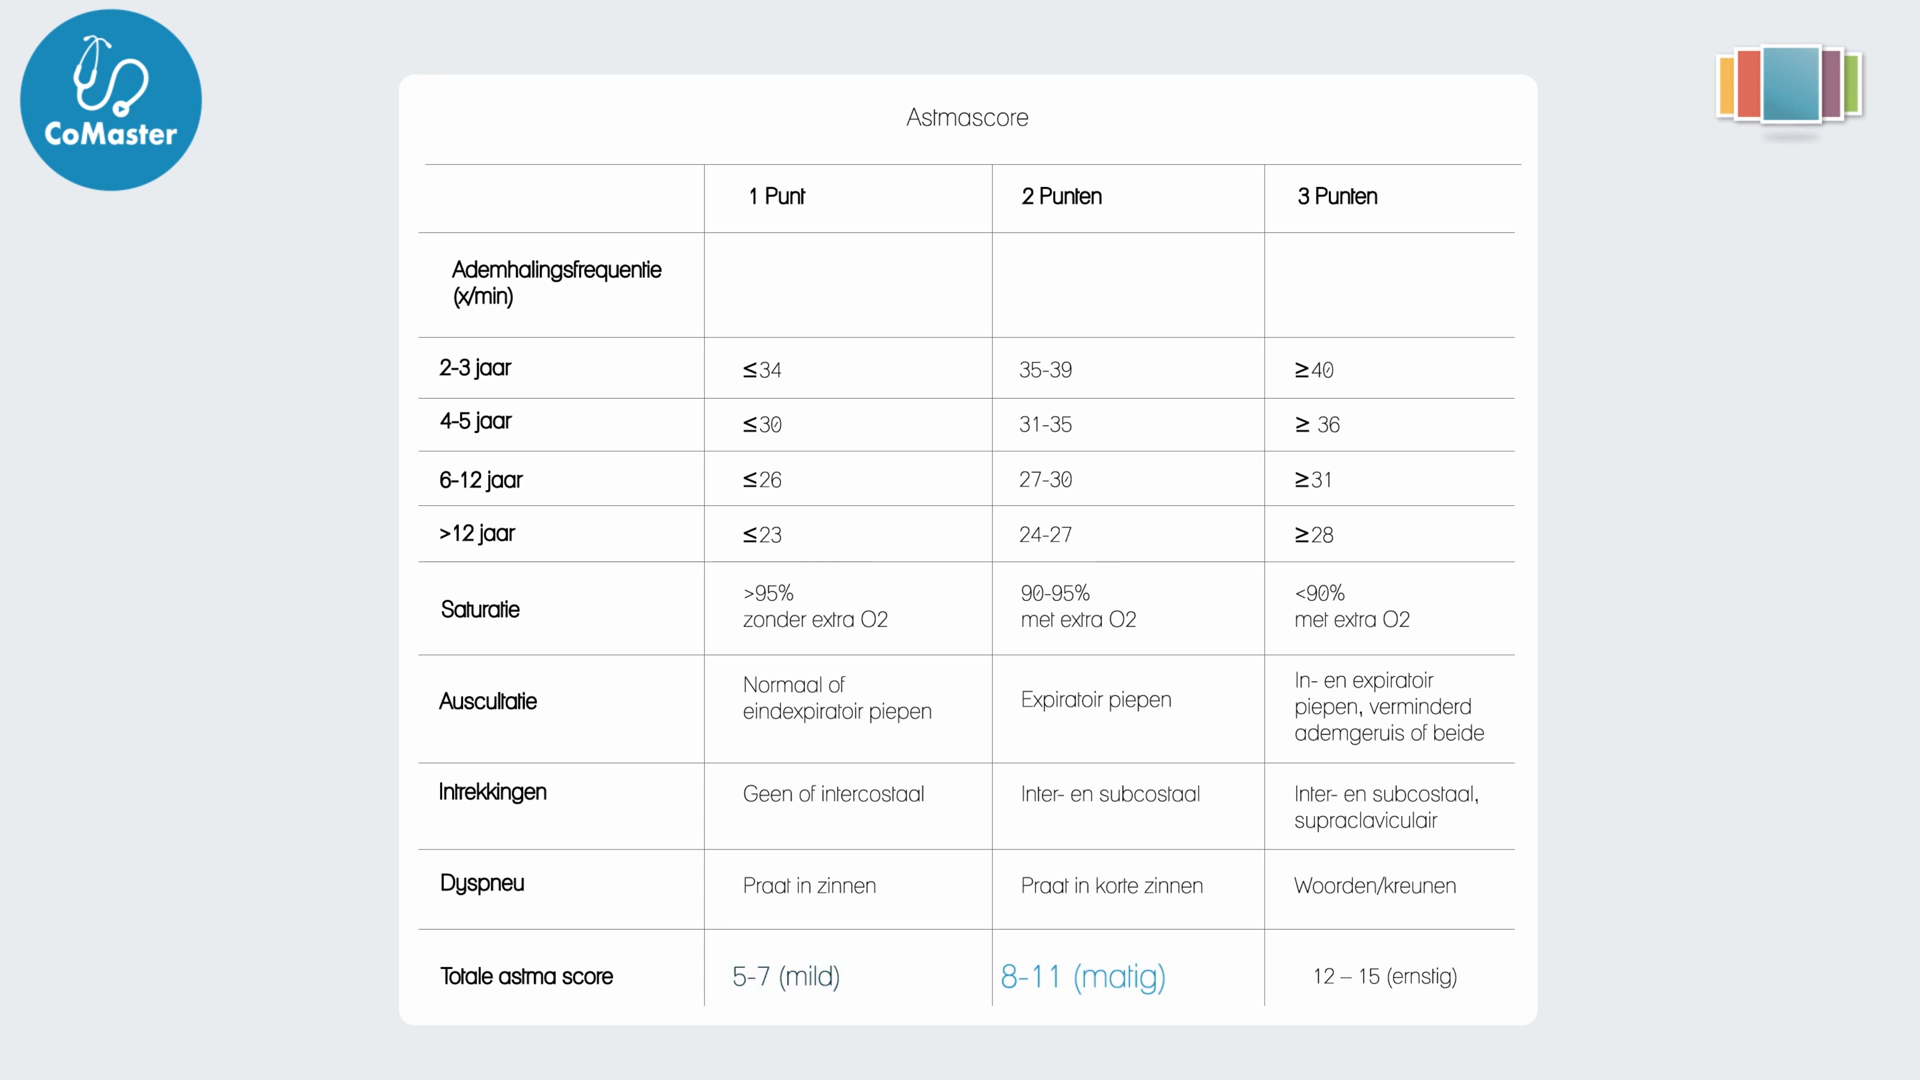 CoMaster
Astmascore
1 Punt
2 Punten
3 Punten
Ademhalingsfrequentie
(x/min)
2-3 jaar
≤34
35-39
≥40
4-5 jaar
≤30
31-35
≥ 36
6-12 jaar
≤26
27-30
≥31
>12 jaar
≤23
24-27
≥28
Saturatie
>95%
zonder extra O2
90-95%
met extra O2
<90%
met extra O2
Auscultatie
Normaal of
eindexpiratoir piepen
Expiratoir piepen
In- en expiratoir
piepen, verminderd
ademgeruis of beide
Intrekkingen
Geen of intercostaal
Inter- en subcostaal
Inter- en subcostaal,
supraclaviculair
Dyspneu
Praat in zinnen
Praat in korte zinnen
Woorden/kreunen
Totale astma score
5-7 (mild)
8-11 (matig)
12 – 15 (ernstig)